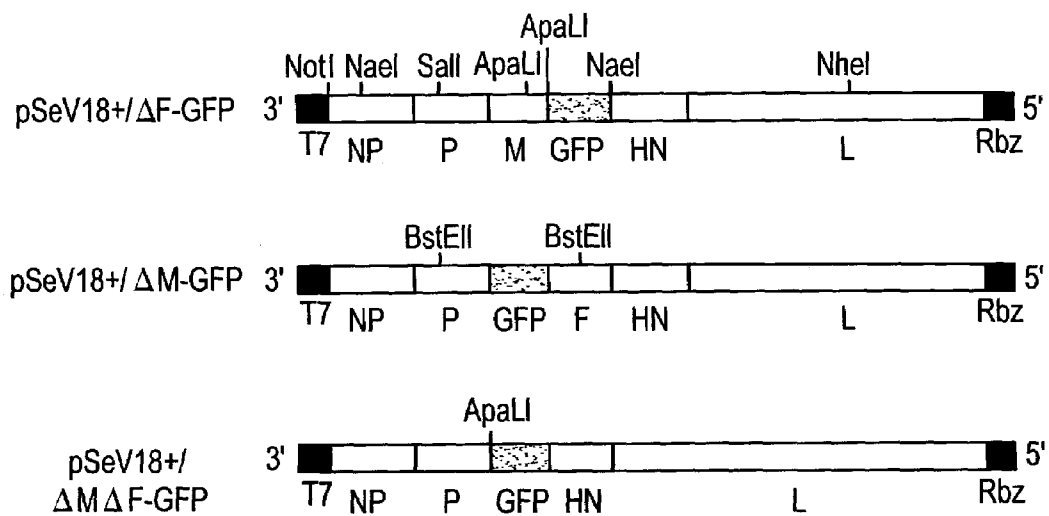 ApaLI
NotI NaeI SalI ApaLI NaeI NheI
pSeV18+/ΔF-GFP 3' 5'
T7 NP P M GFP HN L Rbz
BstEII BstEII
pSeV18+/ΔM-GFP 3' 5'
T7 NP P GFP F HN L Rbz
ApaLI
pSeV18+/ 3' 5'
ΔMΔF-GFP
T7 NP P GFP HN L Rbz